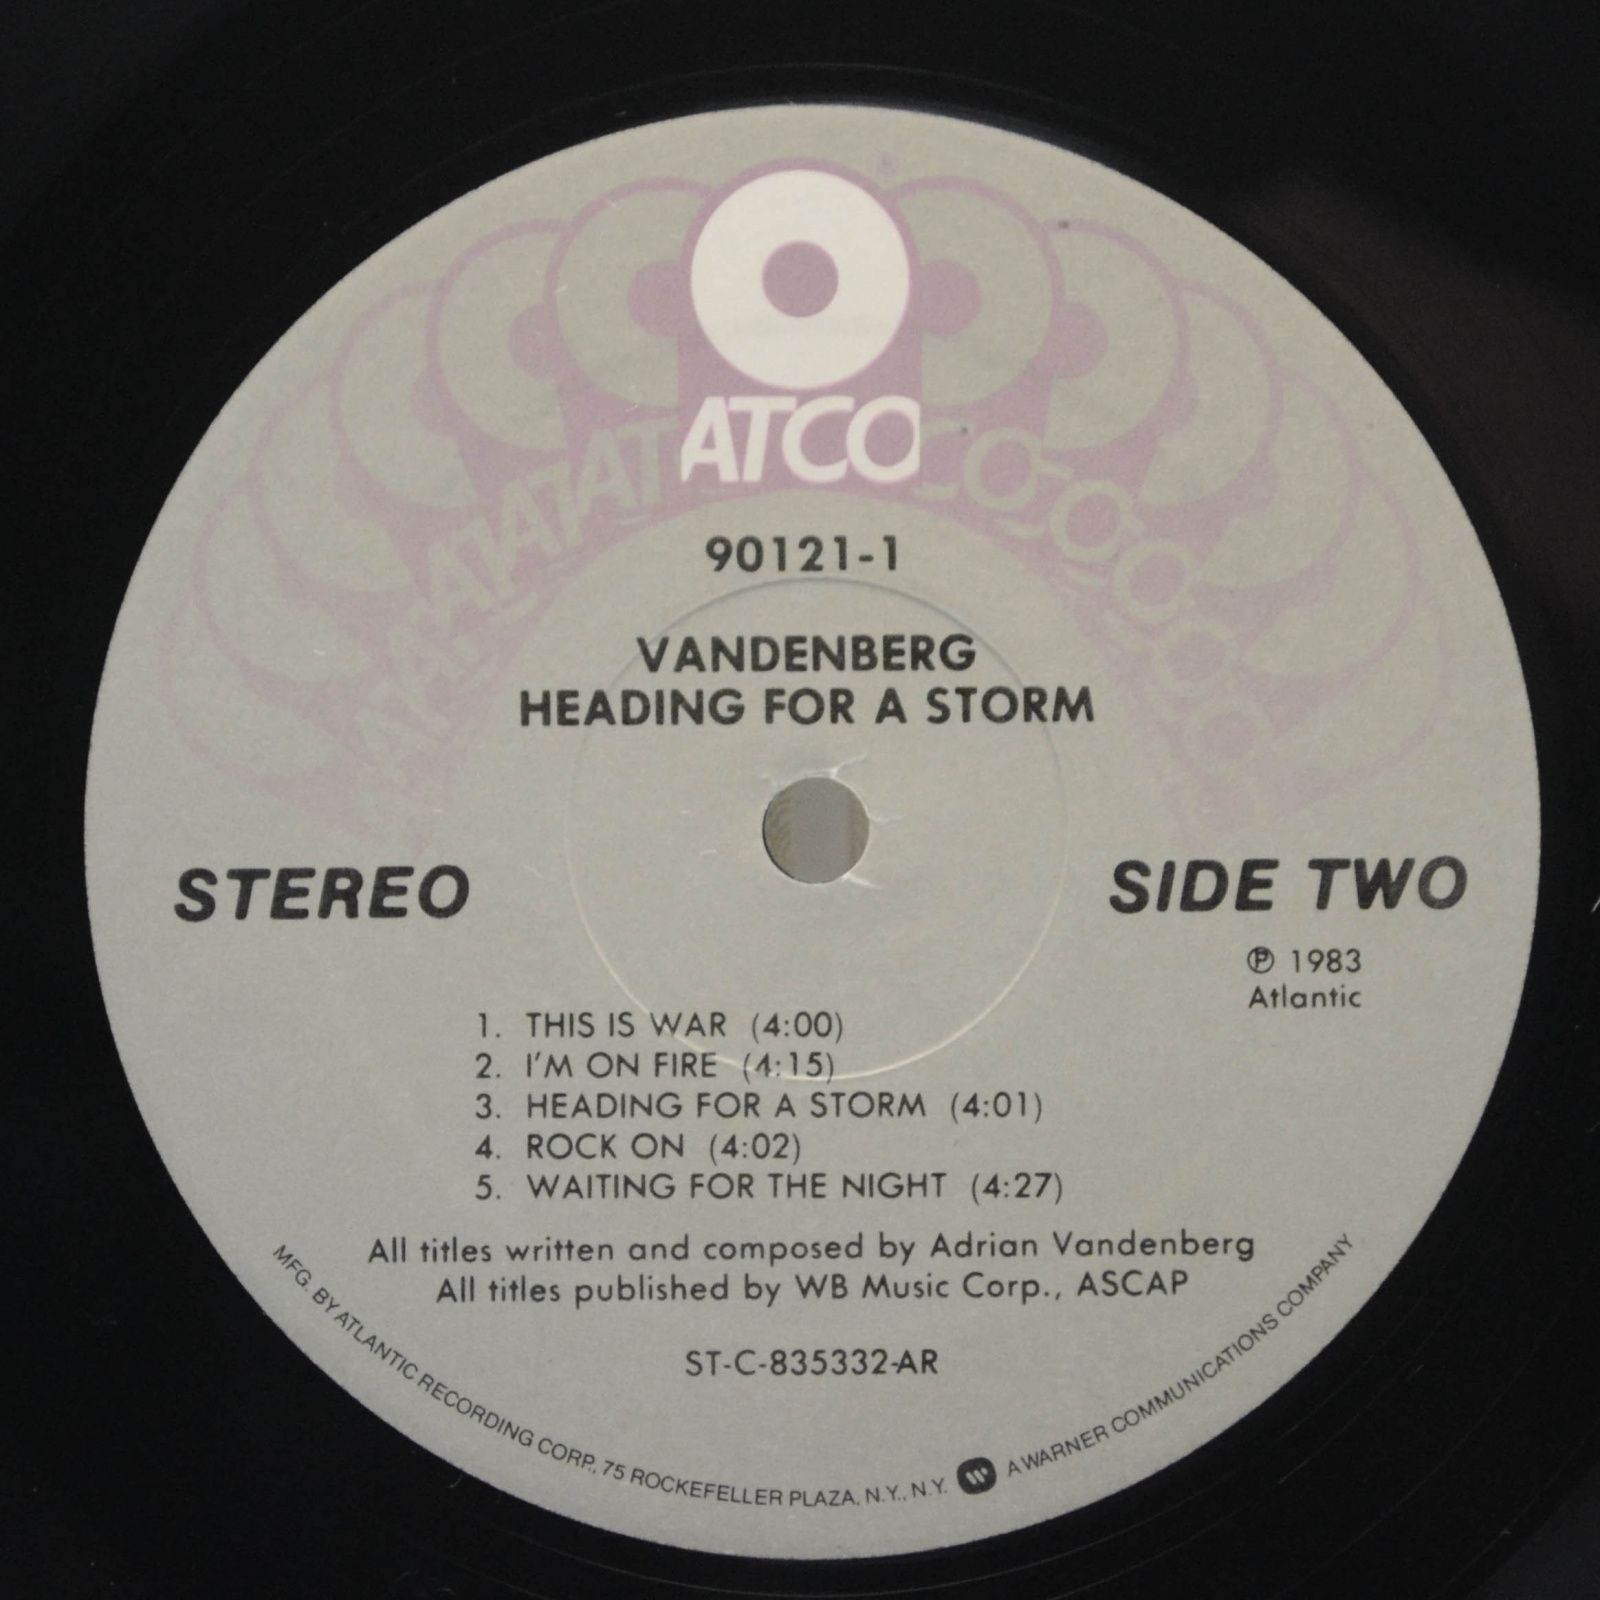 ATCO
90121-1
VANDENBERG
HEADING FOR A STORM
STEREO
SIDE TWO
℗ 1983
Atlantic
1. THIS IS WAR (4:00)
2. I'M ON FIRE (4:15)
3. HEADING FOR A STORM (4:01)
4. ROCK ON (4:02)
5. WAITING FOR THE NIGHT (4:27)
All titles written and composed by Adrian Vandenberg
All titles published by WB Music Corp., ASCAP
ST-C-835332-AR
MFG. BY ATLANTIC RECORDING CORP., 75 ROCKEFELLER PLAZA, N.Y., N.Y. A WARNER COMMUNICATIONS COMPANY